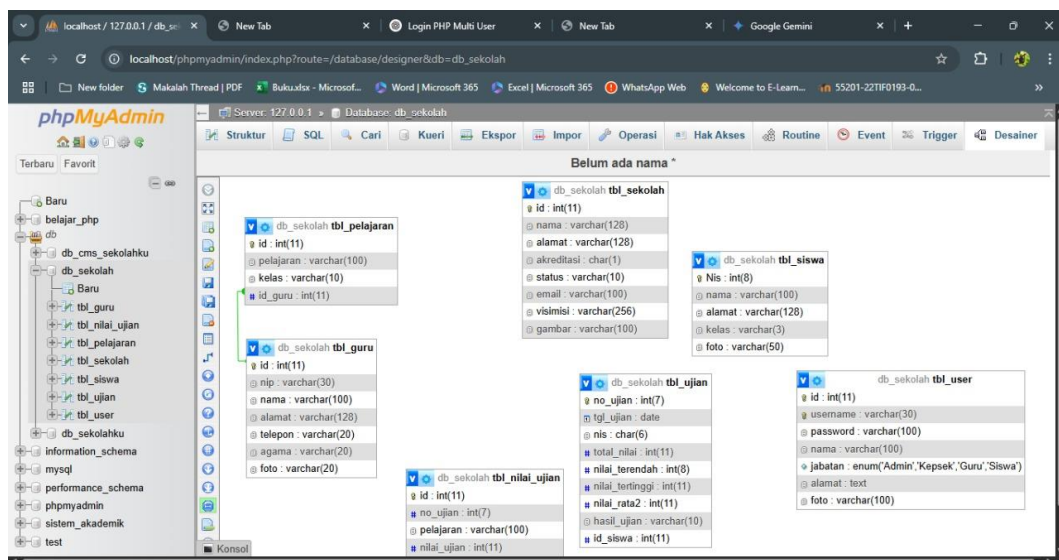 localhost / 127.0.0.1 / db_se
New Tab
Login PHP Multi User
New Tab
Google Gemini
localhost/phpmyadmin/index.php?route=/database/designer&db=db_sekolah
New folder
Makalah Thread | PDF
Buku.xlsx - Microsof...
Word | Microsoft 365
Excel | Microsoft 365
WhatsApp Web
Welcome to E-Learn...
55201-22TIF0193-0...
phpMyAdmin
Terbaru Favorit
Baru
belajar_php
db
db_cms_sekolahku
db_sekolah
Baru
tbl_guru
tbl_nilai_ujian
tbl_pelajaran
tbl_sekolah
tbl_siswa
tbl_ujian
tbl_user
db_sekolahku
information_schema
mysql
performance_schema
phpmyadmin
sistem_akademik
test
Server: 127.0.0.1 » Database: db_sekolah
Struktur SQL Cari Kueri Ekspor Impor Operasi Hak Akses Routine Event Trigger Desainer
Belum ada nama *
db_sekolah tbl_pelajaran
id : int(11)
pelajaran : varchar(100)
kelas : varchar(10)
# id_guru : int(11)
db_sekolah tbl_guru
id : int(11)
nip : varchar(30)
nama : varchar(100)
alamat : varchar(128)
telepon : varchar(20)
agama : varchar(20)
foto : varchar(20)
db_sekolah tbl_sekolah
id : int(11)
nama : varchar(128)
alamat : varchar(128)
akreditasi : char(1)
status : varchar(10)
email : varchar(100)
visimisi : varchar(256)
gambar : varchar(100)
db_sekolah tbl_siswa
Nis : int(8)
nama : varchar(100)
alamat : varchar(128)
kelas : varchar(3)
foto : varchar(50)
db_sekolah tbl_nilai_ujian
id : int(11)
# no_ujian : int(7)
pelajaran : varchar(100)
# nilai_ujian : int(11)
db_sekolah tbl_ujian
no_ujian : int(7)
tgl_ujian : date
nis : char(6)
# total_nilai : int(11)
# nilai_terendah : int(8)
# nilai_tertinggi : int(11)
# nilai_rata2 : int(11)
hasil_ujian : varchar(10)
# id_siswa : int(11)
db_sekolah tbl_user
id : int(11)
username : varchar(30)
password : varchar(100)
nama : varchar(100)
jabatan : enum('Admin','Kepsek','Guru','Siswa')
alamat : text
foto : varchar(100)
Konsol